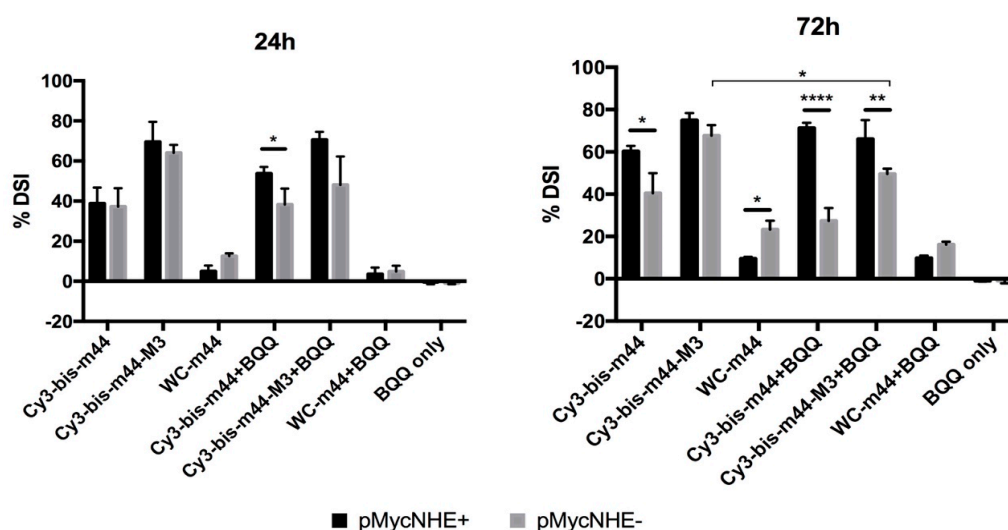 24h
% DSI
100
80
60
40
20
0
-20
*
Cy3-bis-m44
Cy3-bis-m44-M3
WC-m44
Cy3-bis-m44+BQQ
Cy3-bis-m44-M3+BQQ
WC-m44+BQQ
BQQ only
72h
% DSI
100
80
60
40
20
0
-20
*
*
*
****
**
Cy3-bis-m44
Cy3-bis-m44-M3
WC-m44
Cy3-bis-m44+BQQ
Cy3-bis-m44-M3+BQQ
WC-m44+BQQ
BQQ only
pMycNHE+ pMycNHE-